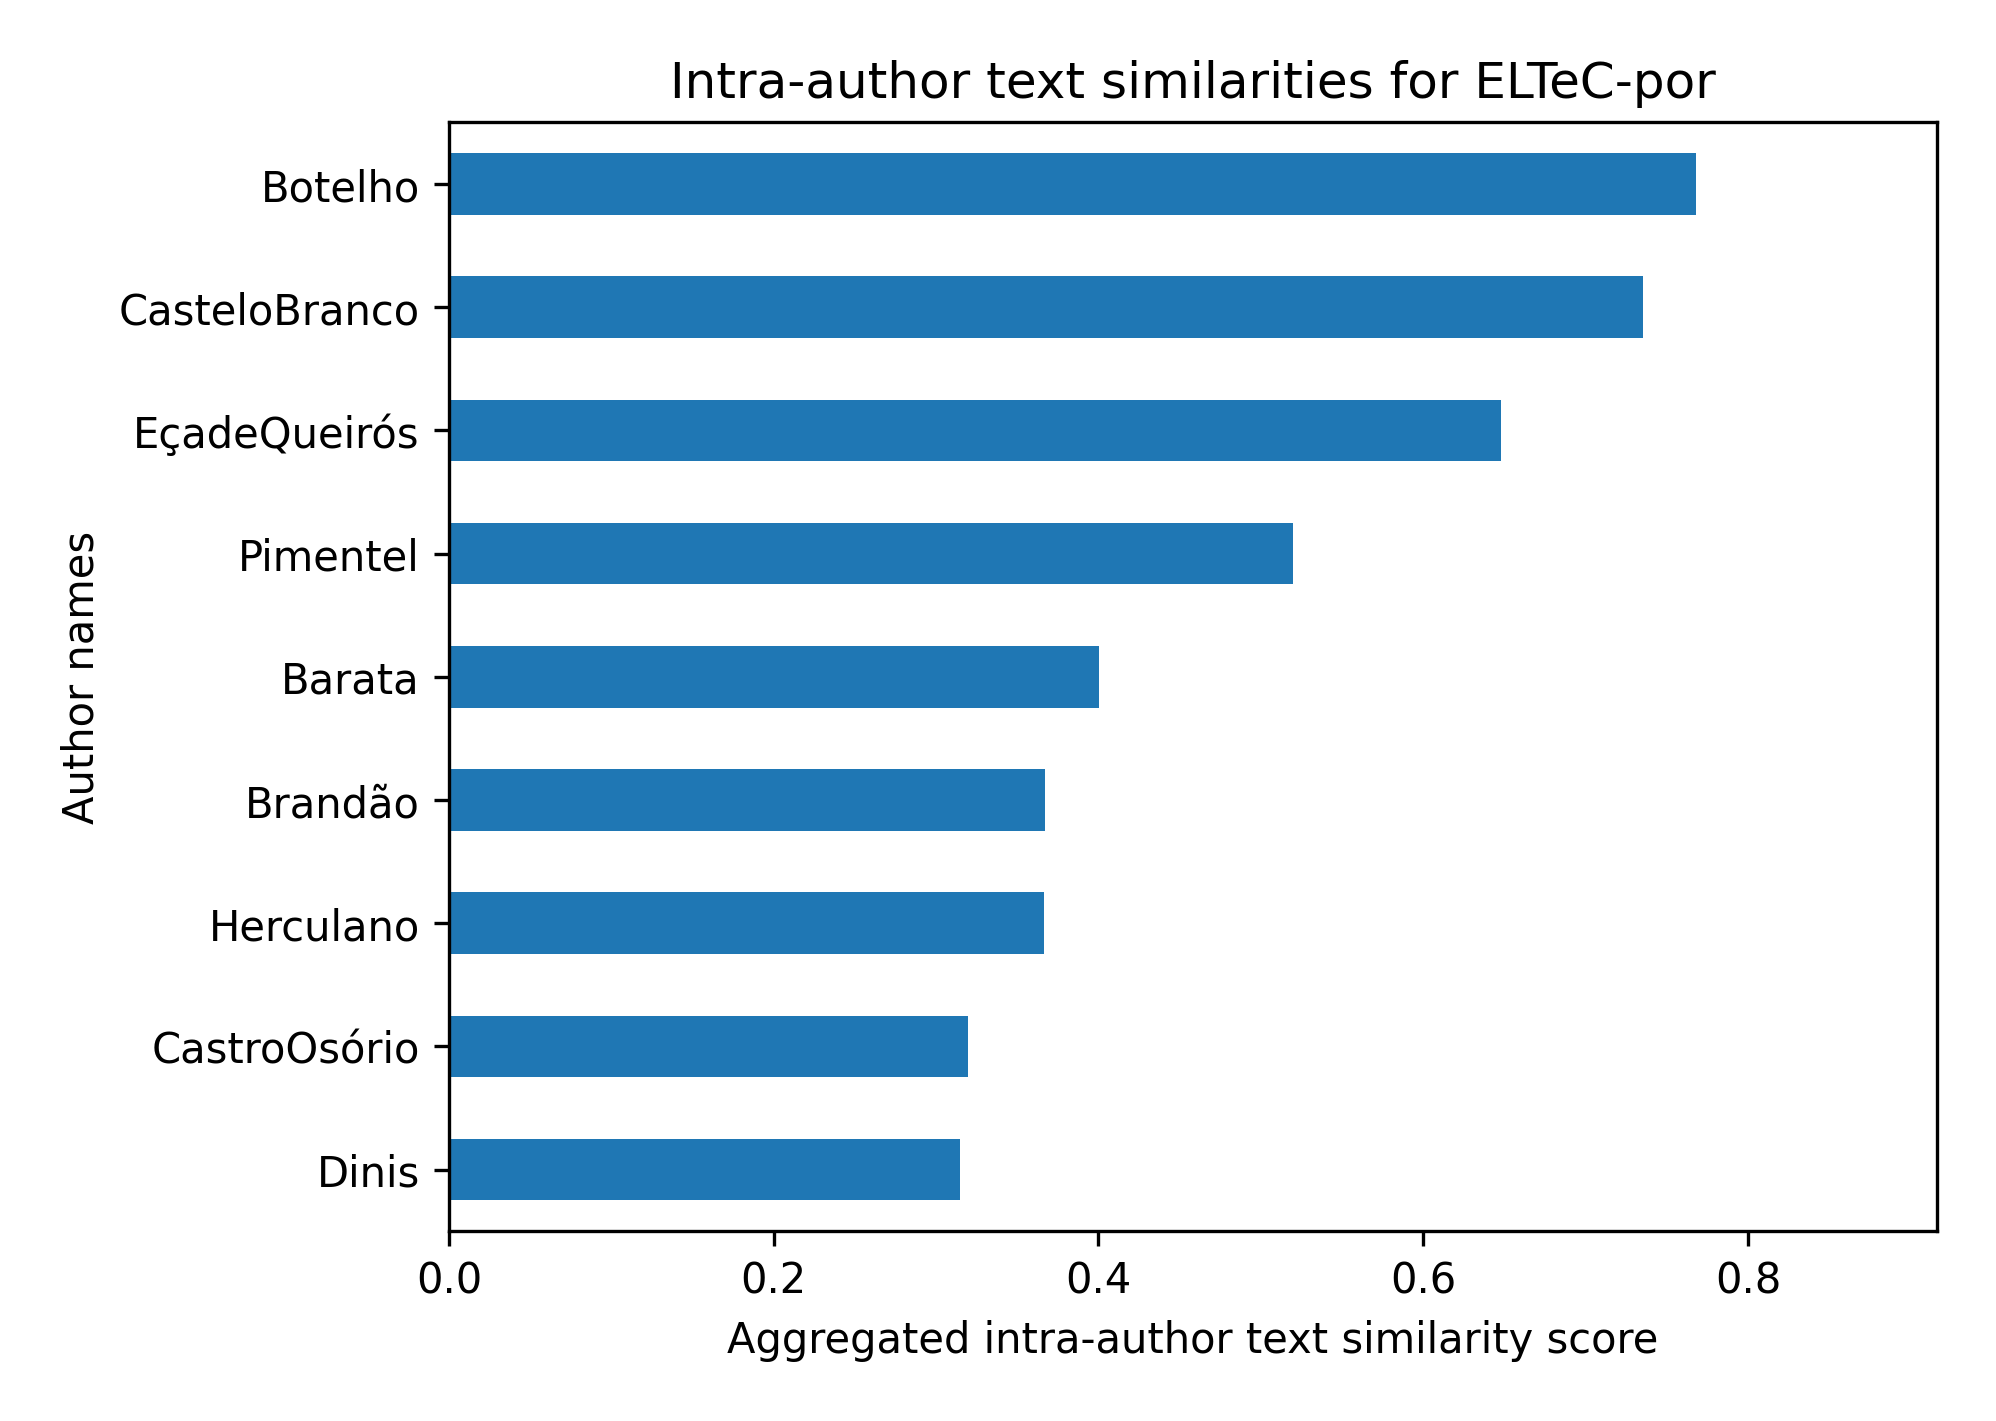 Intra-author text similarities for ELTeC-por
Author names
Botelho
CasteloBranco
EçadeQueirós
Pimentel
Barata
Brandão
Herculano
CastroOsório
Dinis
0.0 0.2 0.4 0.6 0.8
Aggregated intra-author text similarity score